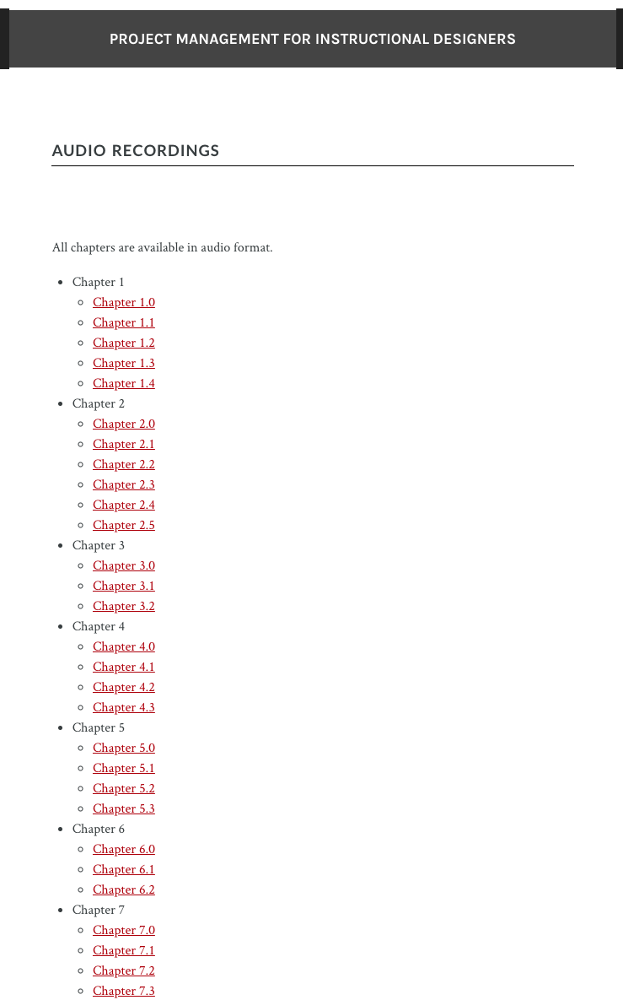 PROJECT MANAGEMENT FOR INSTRUCTIONAL DESIGNERS
AUDIO RECORDINGS
All chapters are available in audio format.
Chapter 1
Chapter 1.0
Chapter 1.1
Chapter 1.2
Chapter 1.3
Chapter 1.4
Chapter 2
Chapter 2.0
Chapter 2.1
Chapter 2.2
Chapter 2.3
Chapter 2.4
Chapter 2.5
Chapter 3
Chapter 3.0
Chapter 3.1
Chapter 3.2
Chapter 4
Chapter 4.0
Chapter 4.1
Chapter 4.2
Chapter 4.3
Chapter 5
Chapter 5.0
Chapter 5.1
Chapter 5.2
Chapter 5.3
Chapter 6
Chapter 6.0
Chapter 6.1
Chapter 6.2
Chapter 7
Chapter 7.0
Chapter 7.1
Chapter 7.2
Chapter 7.3